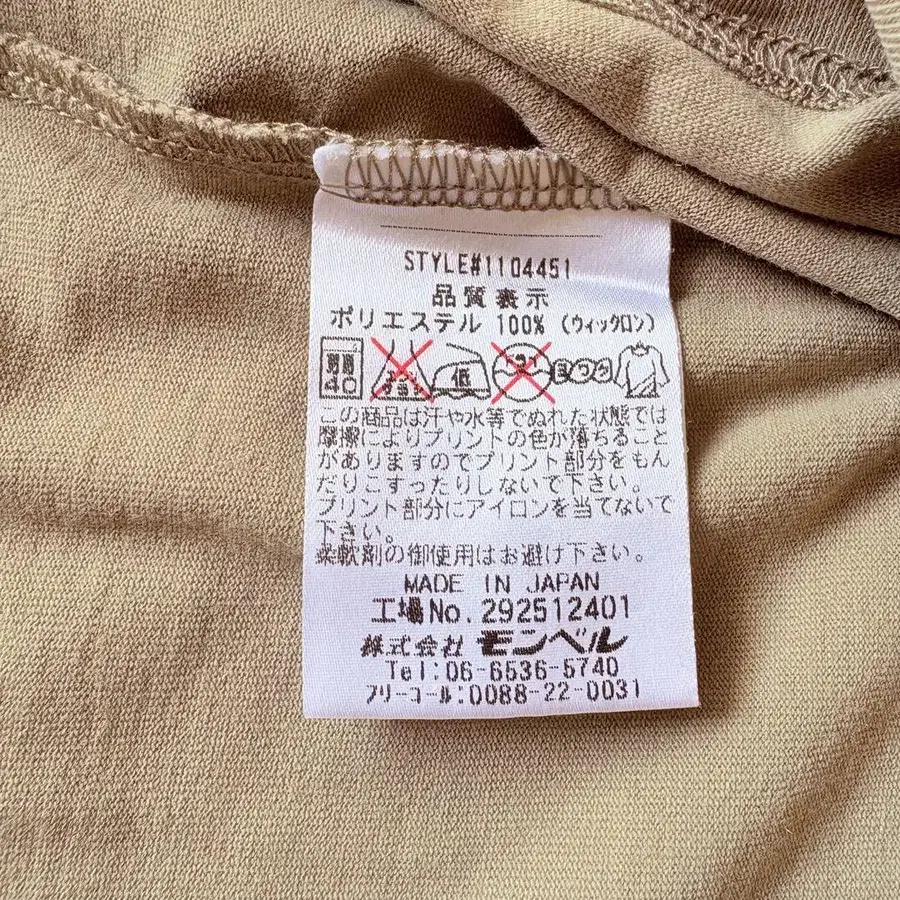 STYLE#1104451
品質表示
ポリエステル 100% (ウィックロン)
40 低 ヨワク
この商品は汗や水等でぬれた状態では
摩擦によりプリントの色が落ちること
がありますのでプリント部分をもん
だりこすったりしないで下さい。
プリント部分にアイロンを当てないで
下さい。
柔軟剤の御使用はお避け下さい。
MADE IN JAPAN
工場No. 292512401
株式会社 モンベル
Tel:06-6536-5740
フリーコール:0088-22-0031